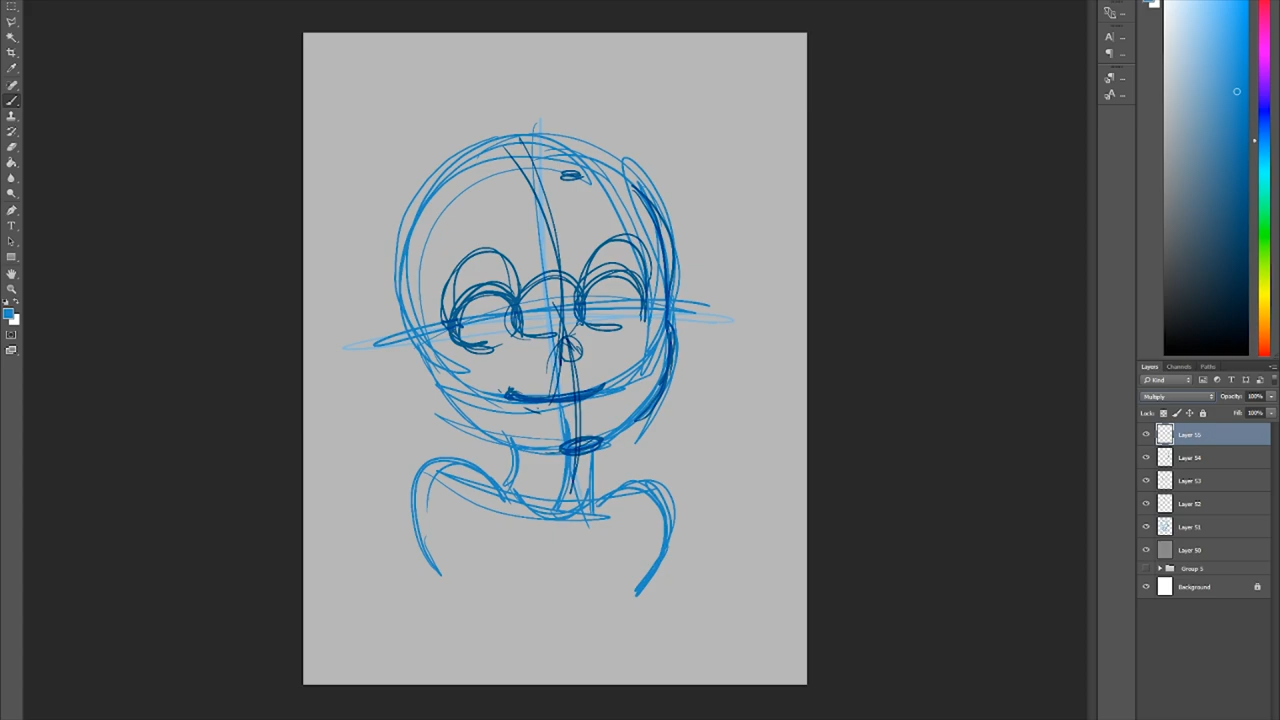 Layers Channels Paths
Kind
Multiply Opacity: 100%
Lock: Fill: 100%
Layer 55
Layer 54
Layer 53
Layer 52
Layer 51
Layer 50
Group 5
Background